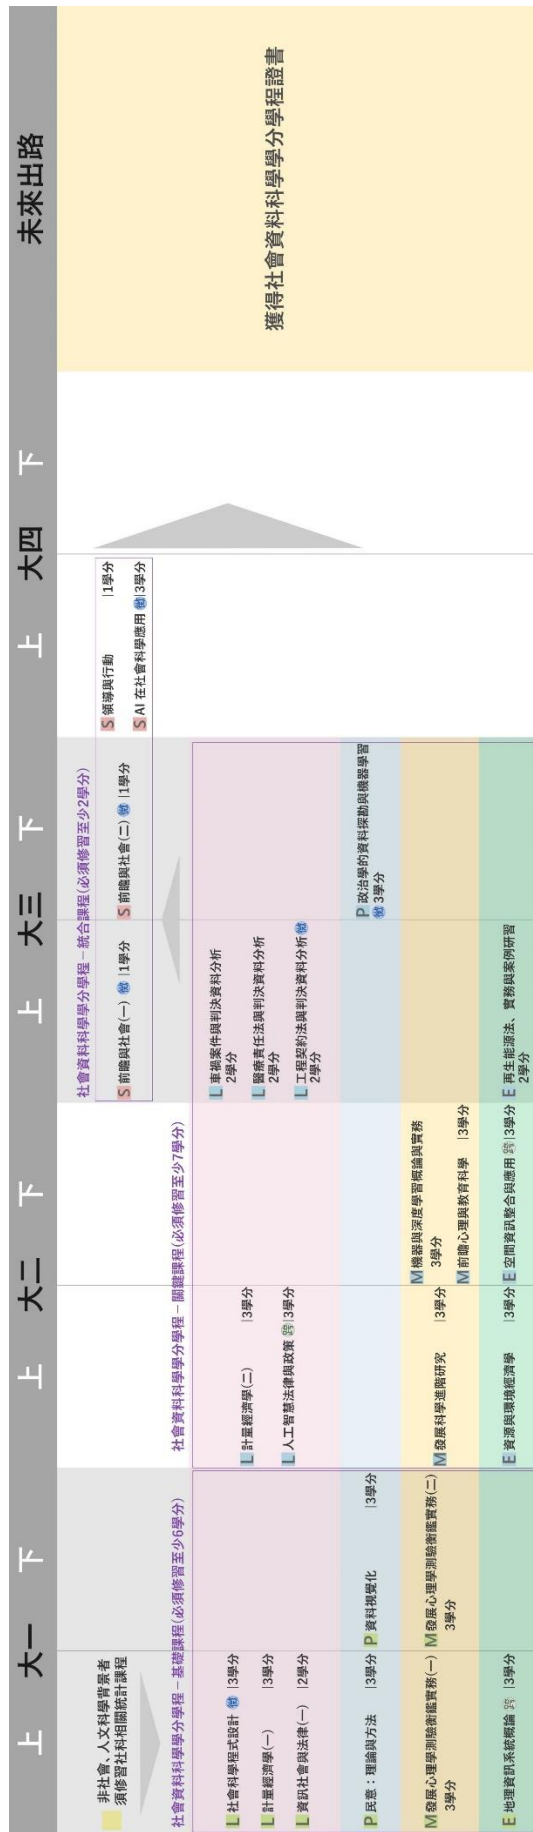 上 大一 下 上 大二 下 上 大三 下 上 大四 下 未來出路
非社會、人文科學背景者
須修習社科相關統計課程
社會資料科學學分學程－基礎課程(必須修習至少6學分)
L 社會科學程式設計 微 |3學分
L 計量經濟學(一) |3學分
L 資訊社會與法律(一) |2學分
P 民意：理論與方法 |3學分
P 資料視覺化 |3學分
M 發展心理學測驗衡鑑實務(一)
3學分
M 發展心理學測驗衡鑑實務(二)
3學分
E 地理資訊系統概論 跨 |3學分
社會資料科學學分學程－關鍵課程(必須修習至少7學分)
L 計量經濟學(二) |3學分
L 人工智慧法律與政策 跨 |3學分
M 發展科學進階研究 |3學分
E 資源與環境經濟學 |3學分
M 機器與深度學習概論與實務
3學分
M 前瞻心理與教育科學 |3學分
E 空間資訊整合與應用 跨 |3學分
L 車禍案件與判決資料分析
2學分
L 醫療責任法與判決資料分析
2學分
L 工程契約法與判決資料分析 微
2學分
E 再生能源法、實務與案例研習
2學分
P 政治學的資料探勘與機器學習
微 3學分
社會資料科學學分學程－統合課程(必須修習至少2學分)
S 前瞻與社會(一) 微 |1學分
S 前瞻與社會(二) 微 |1學分
S 領導與行動 |1學分
S AI 在社會科學應用 微 |3學分
獲得社會資料科學學分學程證書